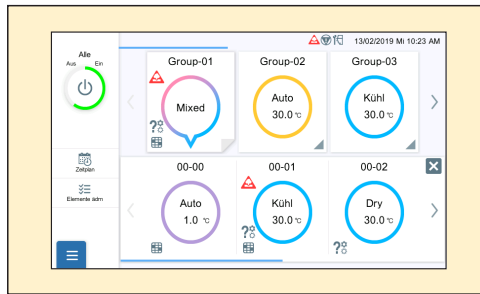 13/02/2019 Mi 10:23 AM
Alle
Aus Ein
Group-01
Group-02
Group-03
Mixed
Auto
30.0 °C
Kühl
30.0 °C
Zeitplan
Elemente ädrn
00-00
00-01
00-02
Auto
1.0 °C
Kühl
30.0 °C
Dry
30.0 °C